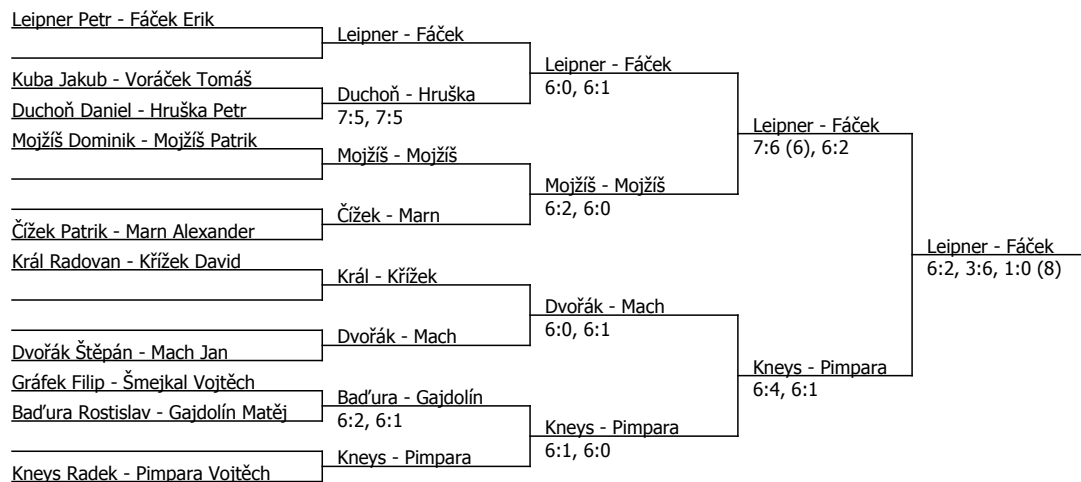 Leipner Petr - Fáček Erik
Kuba Jakub - Voráček Tomáš
Duchoň Daniel - Hruška Petr
Mojžíš Dominik - Mojžíš Patrik
Čížek Patrik - Marn Alexander
Král Radovan - Křížek David
Dvořák Štěpán - Mach Jan
Gráfek Filip - Šmejkal Vojtěch
Baďura Rostislav - Gajdolín Matěj
Kneys Radek - Pimpara Vojtěch
Leipner - Fáček
Duchoň - Hruška
7:5, 7:5
Mojžíš - Mojžíš
Čížek - Marn
Král - Křížek
Dvořák - Mach
Baďura - Gajdolín
6:2, 6:1
Kneys - Pimpara
Leipner - Fáček
6:0, 6:1
Mojžíš - Mojžíš
6:2, 6:0
Dvořák - Mach
6:0, 6:1
Kneys - Pimpara
6:1, 6:0
Leipner - Fáček
7:6 (6), 6:2
Kneys - Pimpara
6:4, 6:1
Leipner - Fáček
6:2, 3:6, 1:0 (8)